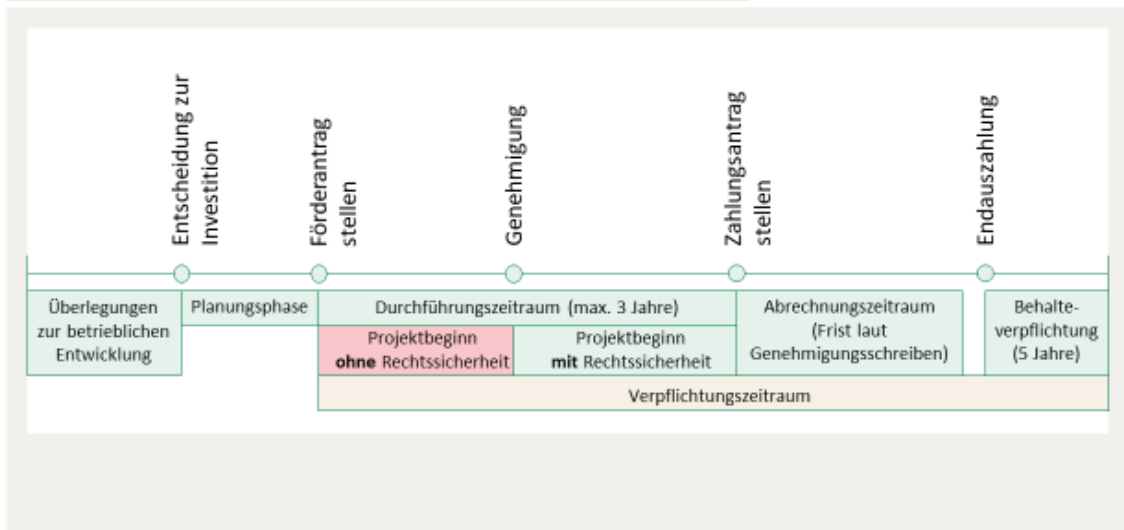 Entscheidung zur
Investition
Förderantrag
stellen
Genehmigung
Zahlungsantrag
stellen
Endauszahlung
Überlegungen
zur betrieblichen
Entwicklung
Planungsphase
Durchführungszeitraum (max. 3 Jahre)
Projektbeginn
ohne Rechtssicherheit
Projektbeginn
mit Rechtssicherheit
Abrechnungszeitraum
(Frist laut
Genehmigungsschreiben)
Behalte-
verpflichtung
(5 Jahre)
Verpflichtungszeitraum